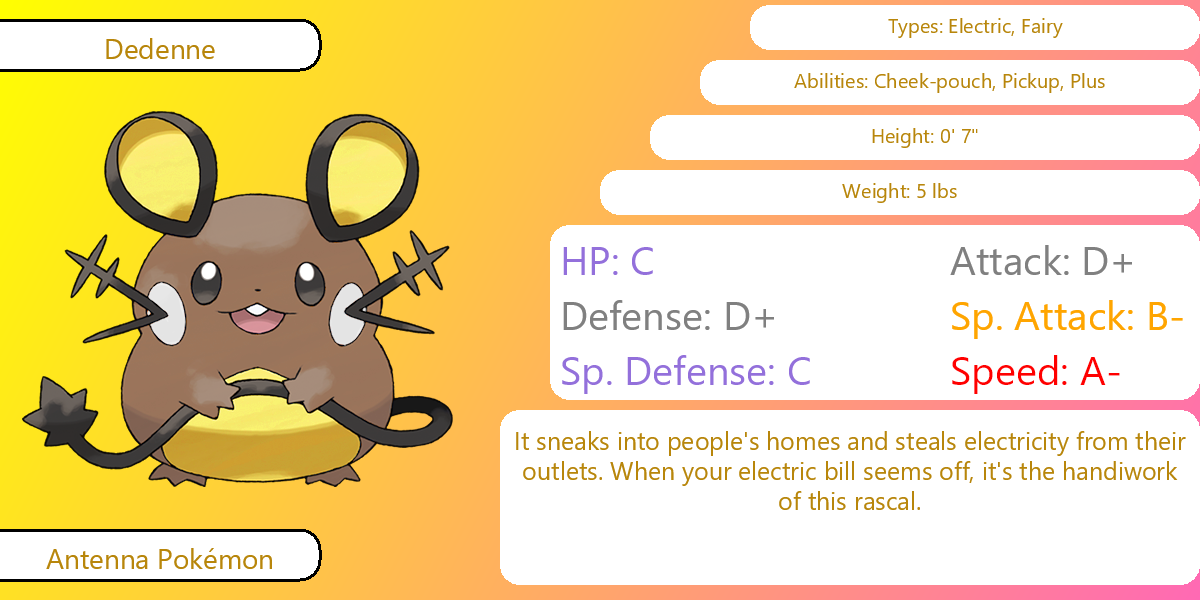 Dedenne
Types: Electric, Fairy
Abilities: Cheek-pouch, Pickup, Plus
Height: 0' 7"
Weight: 5 lbs
HP: C
Attack: D+
Defense: D+
Sp. Attack: B-
Sp. Defense: C
Speed: A-
It sneaks into people's homes and steals electricity from their
outlets. When your electric bill seems off, it's the handiwork
of this rascal.
Antenna Pokémon